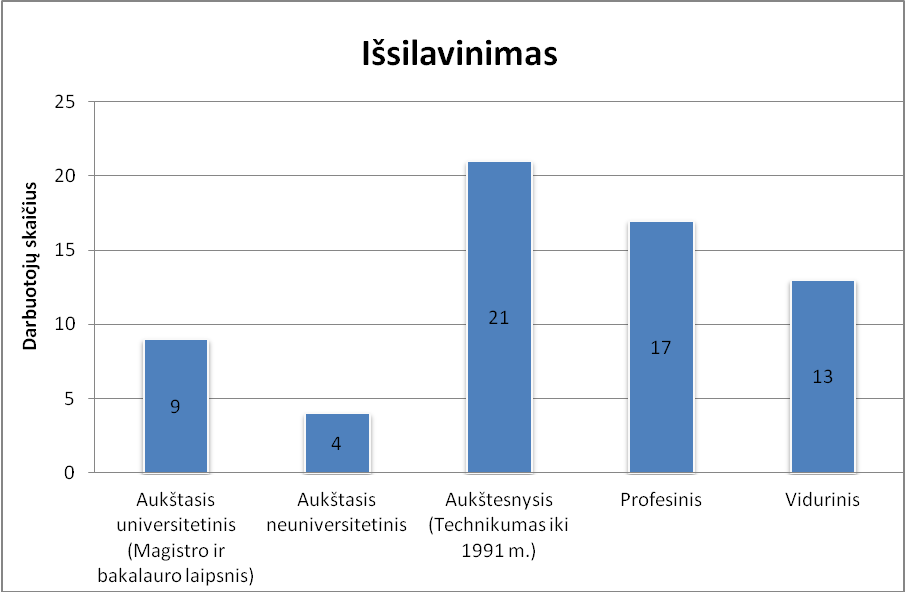 Išsilavinimas
Darbuotojų skaičius
25
20
15
10
5
0
9
4
21
17
13
Aukštasis
universitetinis
(Magistro ir
bakalauro laipsnis)
Aukštasis
neuniversitetinis
Aukštesnysis
(Technikumas iki
1991 m.)
Profesinis
Vidurinis